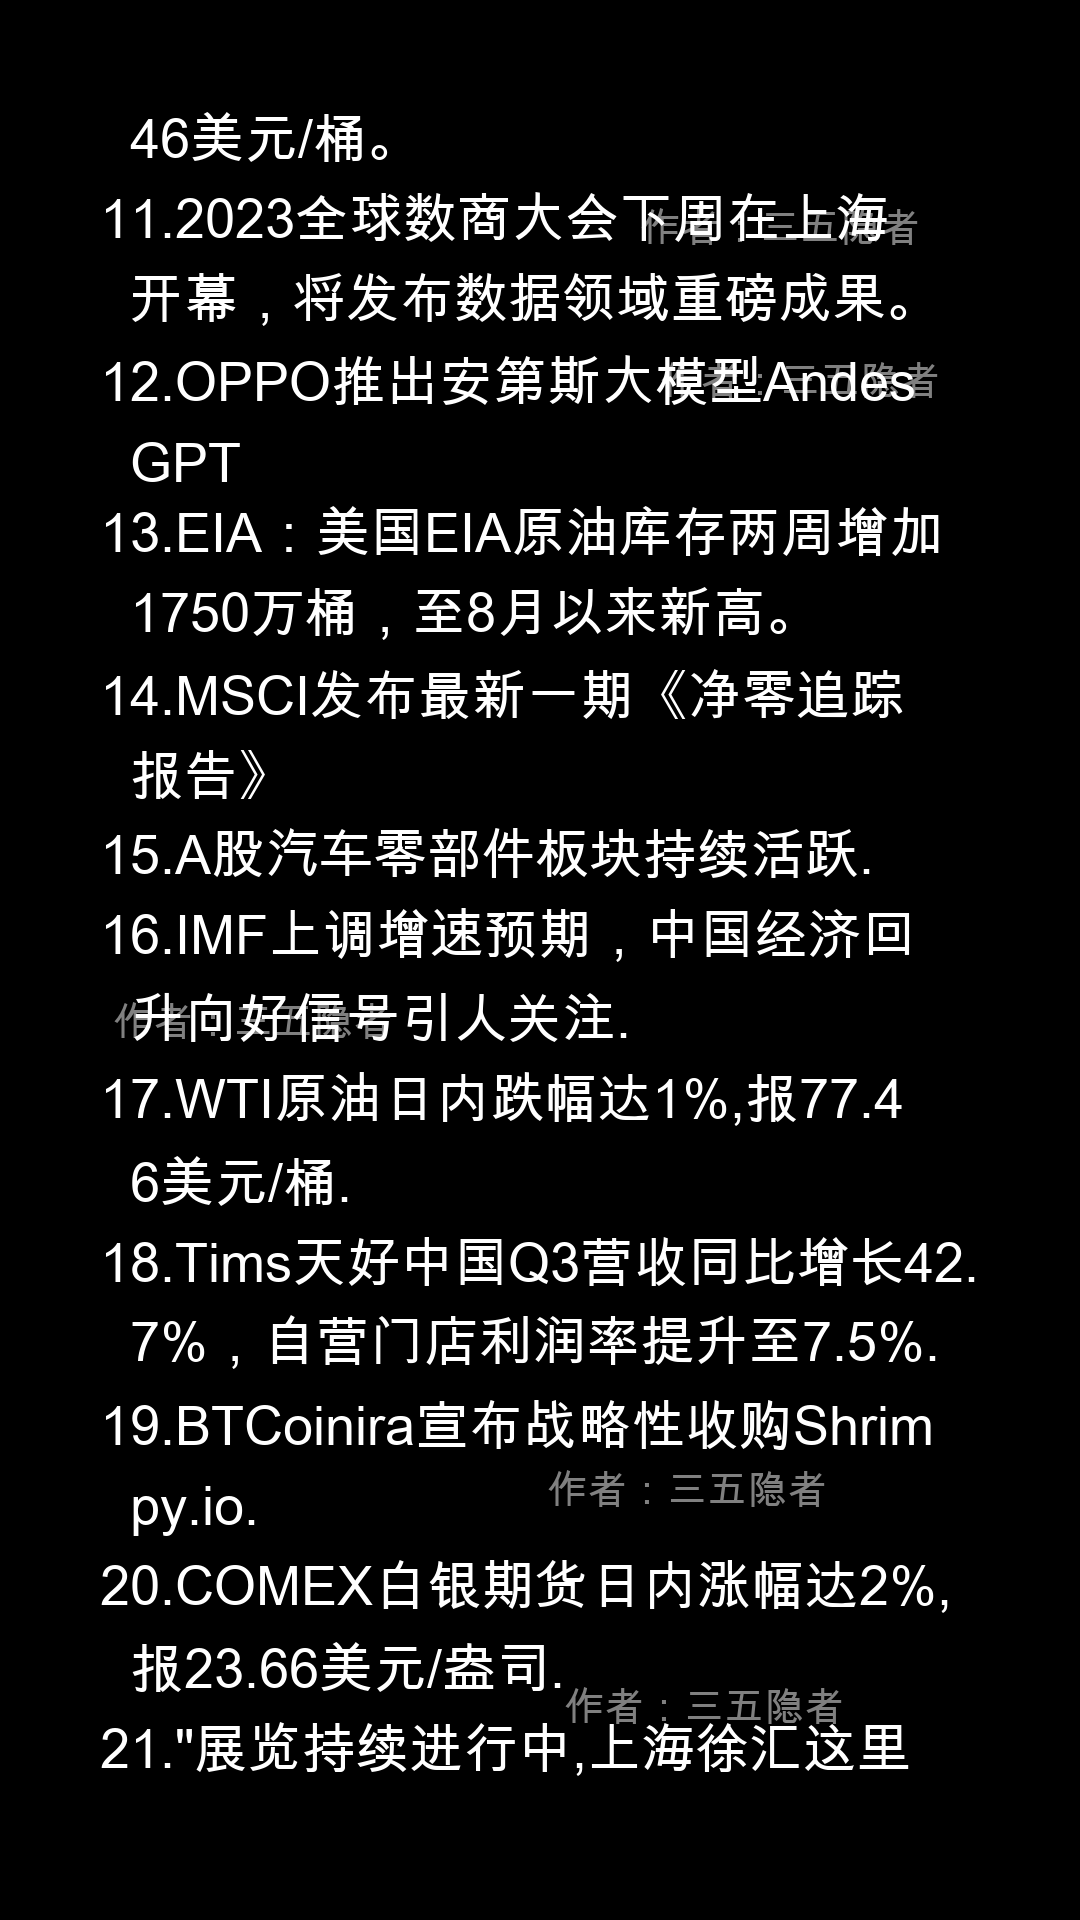 46美元/桶。
11.2023全球数商大会下周在上海
作者：三五隐者
开幕，将发布数据领域重磅成果。
12.OPPO推出安第斯大模型Andes
作者：三五隐者
GPT
13.EIA：美国EIA原油库存两周增加
1750万桶，至8月以来新高。
14.MSCI发布最新一期《净零追踪
报告》
15.A股汽车零部件板块持续活跃.
16.IMF上调增速预期，中国经济回
升向好信号引人关注.
作者：三五隐者
17.WTI原油日内跌幅达1%,报77.4
6美元/桶.
18.Tims天好中国Q3营收同比增长42.
7%，自营门店利润率提升至7.5%.
19.BTCoinira宣布战略性收购Shrim
作者：三五隐者
py.io.
20.COMEX白银期货日内涨幅达2%,
报23.66美元/盎司.
作者：三五隐者
21."展览持续进行中,上海徐汇这里